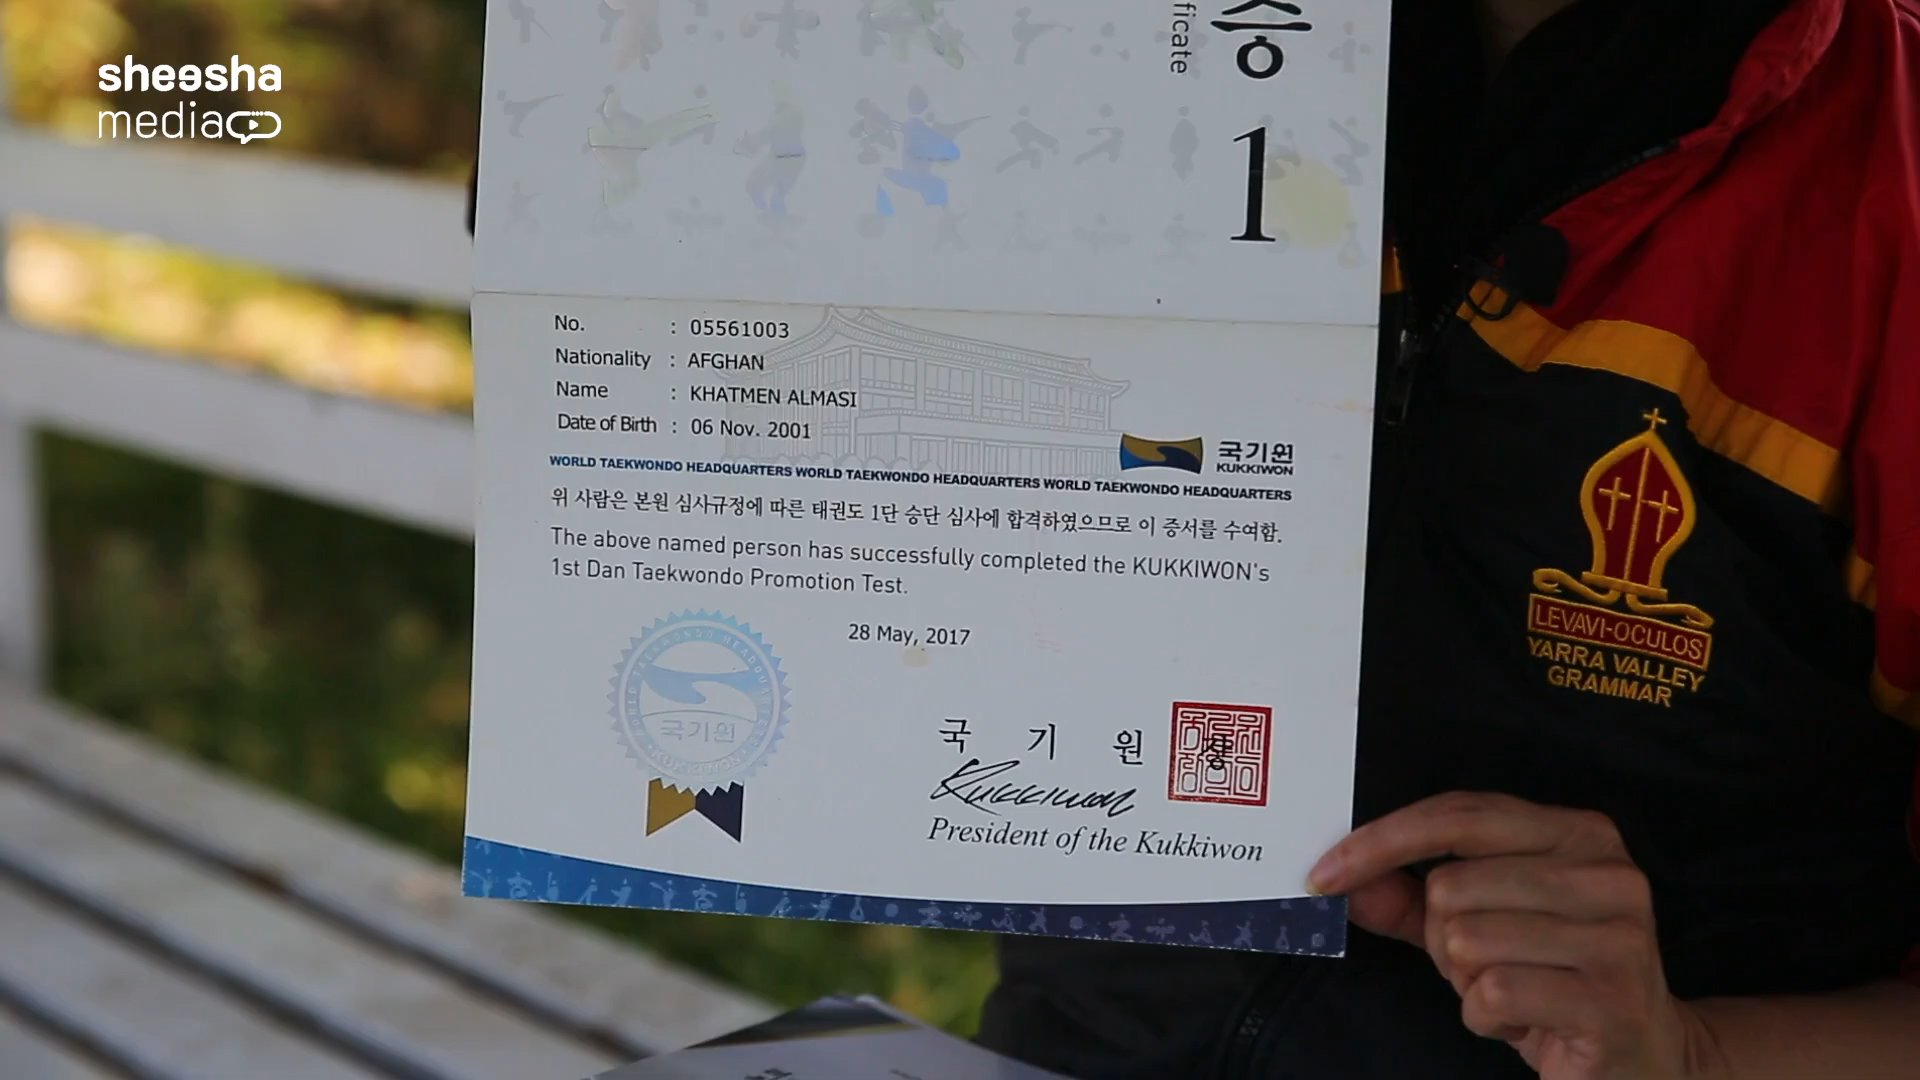 sheesha
media
ficate
증
1
No. : 05561003
Nationality : AFGHAN
Name : KHATMEN ALMASI
Date of Birth : 06 Nov. 2001
국기원
KUKKIWON
WORLD TAEKWONDO HEADQUARTERS WORLD TAEKWONDO HEADQUARTERS WORLD TAEKWONDO HEADQUARTERS
위 사람은 본원 심사규정에 따른 태권도 1단 승단 심사에 합격하였으므로 이 증서를 수여함.
The above named person has successfully completed the KUKKIWON's
1st Dan Taekwondo Promotion Test.
28 May, 2017
국기원
KUKKIWON
국 기 원 장
Kukkiwon
President of the Kukkiwon
LEVAVI-OCULOS
YARRA VALLEY
GRAMMAR